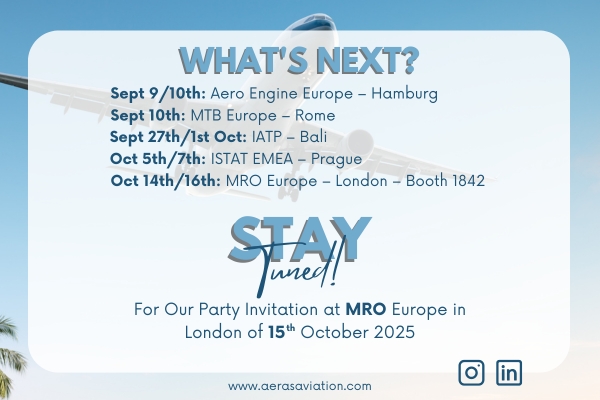 WHAT'S NEXT?
Sept 9/10th: Aero Engine Europe – Hamburg
Sept 10th: MTB Europe – Rome
Sept 27th/1st Oct: IATP – Bali
Oct 5th/7th: ISTAT EMEA – Prague
Oct 14th/16th: MRO Europe – London – Booth 1842
STAY
Tuned!
For Our Party Invitation at MRO Europe in
London of 15th October 2025
www.aerasaviation.com
in